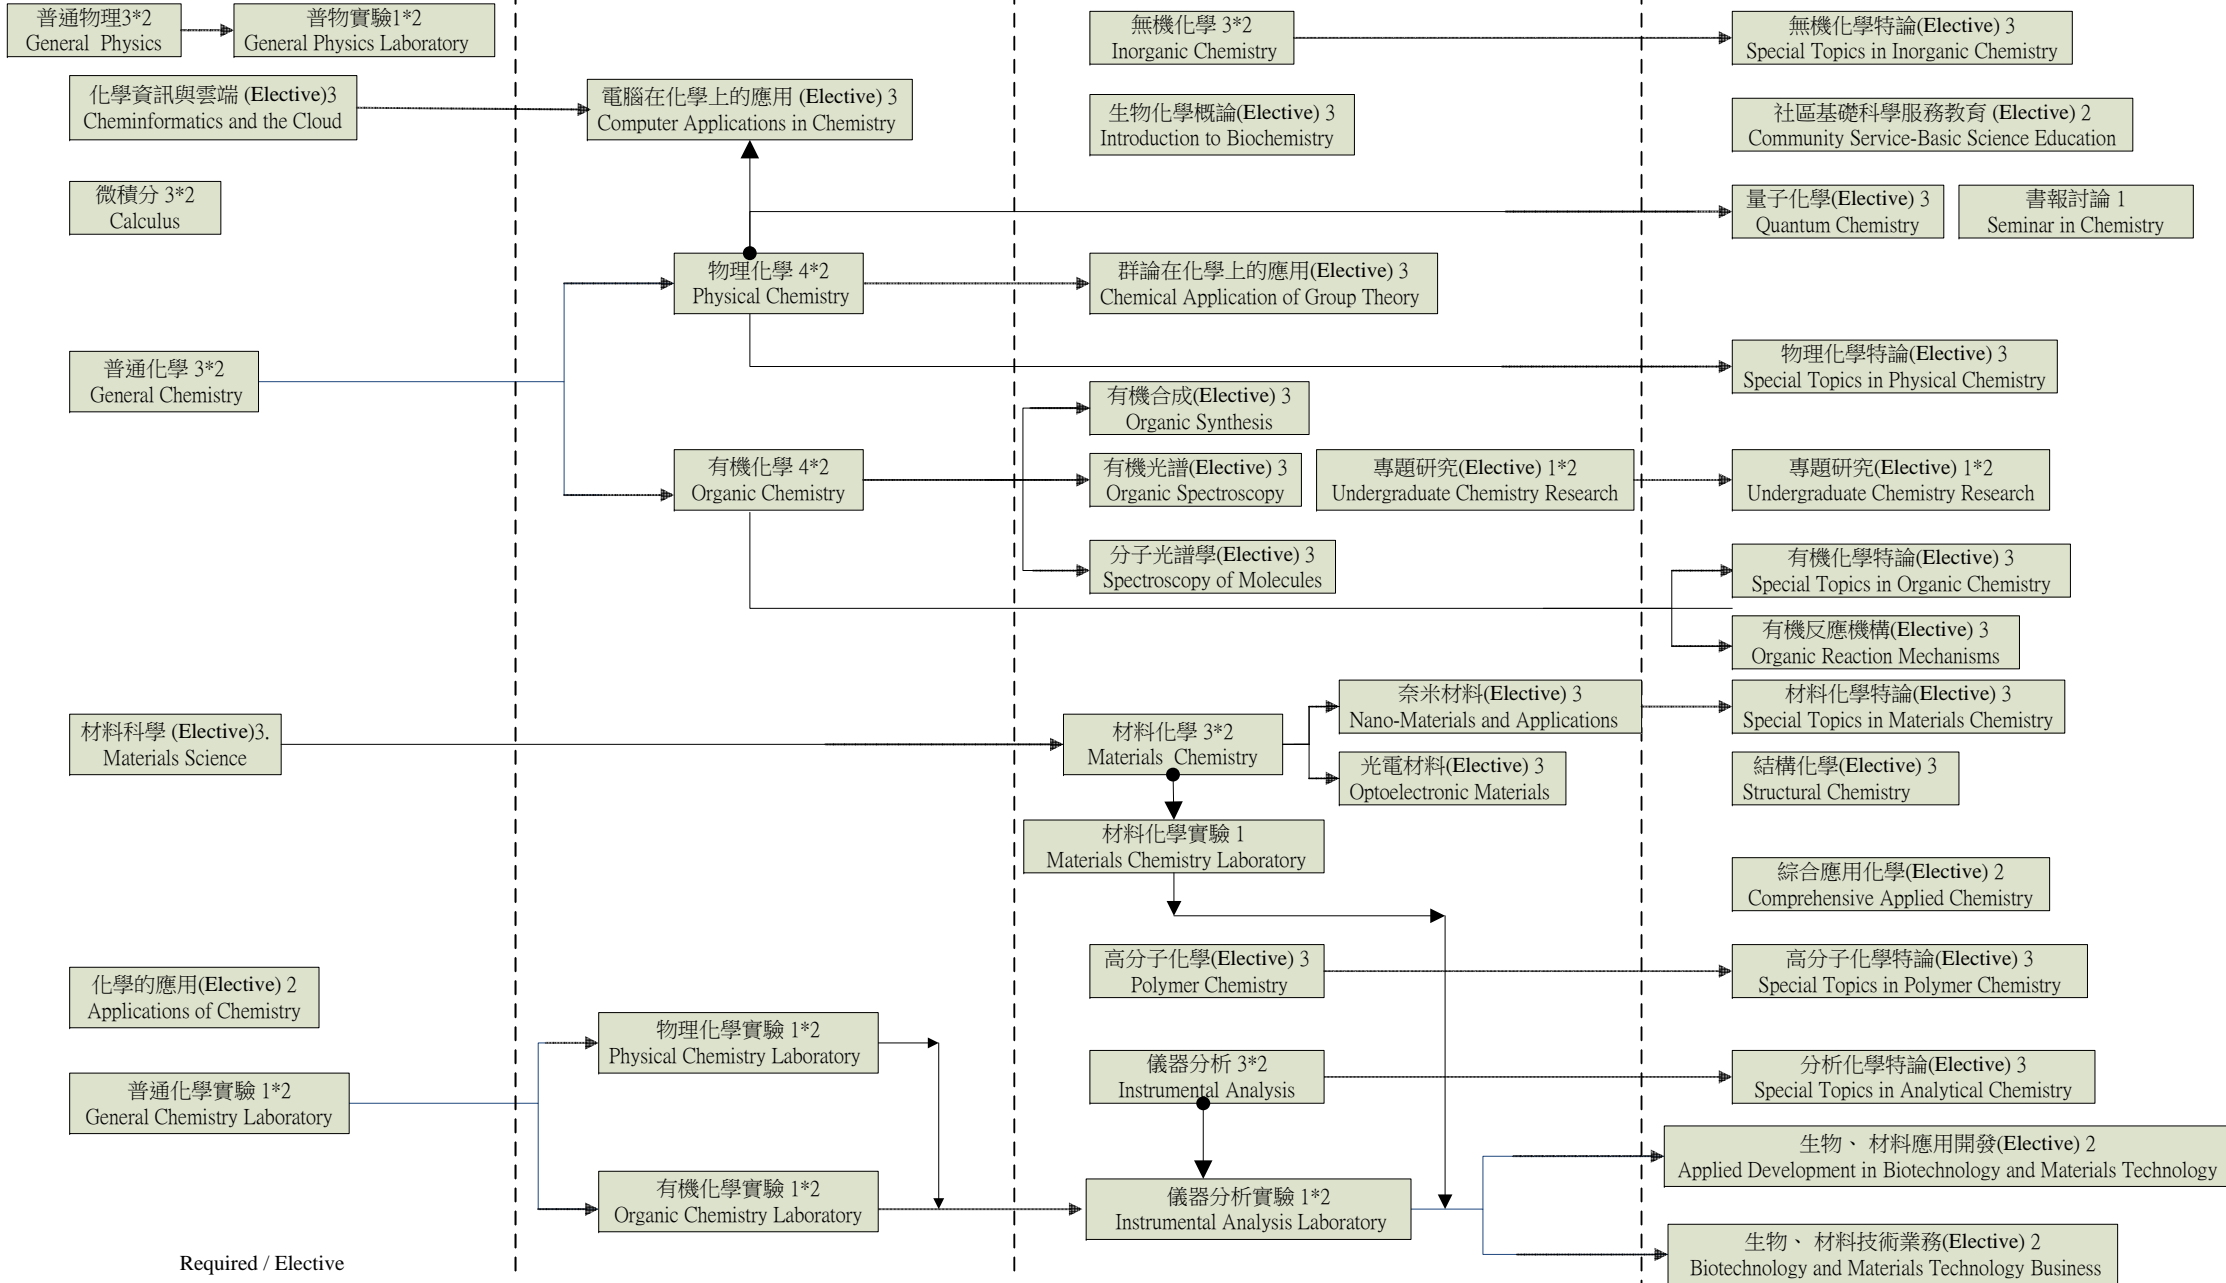 普通物理3*2
General Physics
普物實驗1*2
General Physics Laboratory
化學資訊與雲端 (Elective)3
Cheminformatics and the Cloud
微積分 3*2
Calculus
普通化學 3*2
General Chemistry
材料科學 (Elective)3.
Materials Science
化學的應用(Elective) 2
Applications of Chemistry
普通化學實驗 1*2
General Chemistry Laboratory
Required / Elective
電腦在化學上的應用 (Elective) 3
Computer Applications in Chemistry
物理化學 4*2
Physical Chemistry
有機化學 4*2
Organic Chemistry
物理化學實驗 1*2
Physical Chemistry Laboratory
有機化學實驗 1*2
Organic Chemistry Laboratory
無機化學 3*2
Inorganic Chemistry
生物化學概論(Elective) 3
Introduction to Biochemistry
群論在化學上的應用(Elective) 3
Chemical Application of Group Theory
有機合成(Elective) 3
Organic Synthesis
有機光譜(Elective) 3
Organic Spectroscopy
專題研究(Elective) 1*2
Undergraduate Chemistry Research
分子光譜學(Elective) 3
Spectroscopy of Molecules
材料化學 3*2
Materials Chemistry
奈米材料(Elective) 3
Nano-Materials and Applications
光電材料(Elective) 3
Optoelectronic Materials
材料化學實驗 1
Materials Chemistry Laboratory
高分子化學(Elective) 3
Polymer Chemistry
儀器分析 3*2
Instrumental Analysis
儀器分析實驗 1*2
Instrumental Analysis Laboratory
無機化學特論(Elective) 3
Special Topics in Inorganic Chemistry
社區基礎科學服務教育 (Elective) 2
Community Service-Basic Science Education
量子化學(Elective) 3
Quantum Chemistry
書報討論 1
Seminar in Chemistry
物理化學特論(Elective) 3
Special Topics in Physical Chemistry
專題研究(Elective) 1*2
Undergraduate Chemistry Research
有機化學特論(Elective) 3
Special Topics in Organic Chemistry
有機反應機構(Elective) 3
Organic Reaction Mechanisms
材料化學特論(Elective) 3
Special Topics in Materials Chemistry
結構化學(Elective) 3
Structural Chemistry
綜合應用化學(Elective) 2
Comprehensive Applied Chemistry
高分子化學特論(Elective) 3
Special Topics in Polymer Chemistry
分析化學特論(Elective) 3
Special Topics in Analytical Chemistry
生物、 材料應用開發(Elective) 2
Applied Development in Biotechnology and Materials Technology
生物、 材料技術業務(Elective) 2
Biotechnology and Materials Technology Business